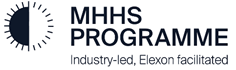 MHHS
PROGRAMME
Industry-led, Elexon facilitated